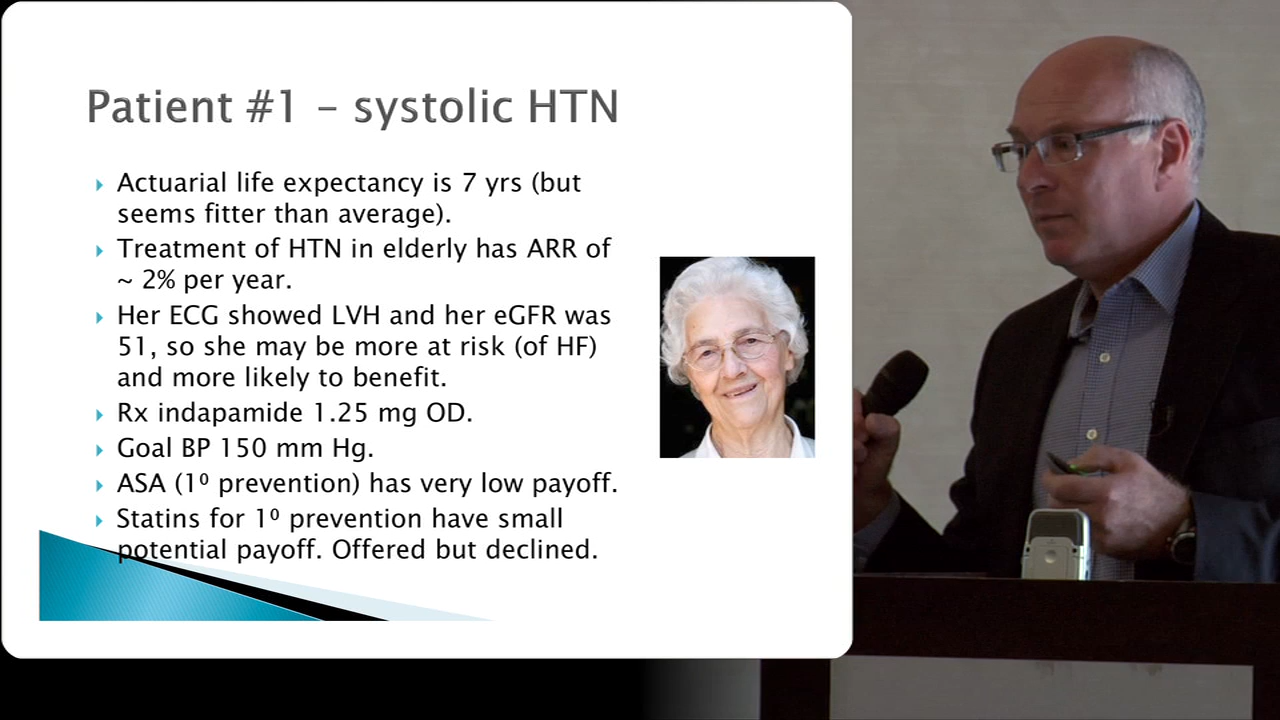 Patient #1 – systolic HTN
Actuarial life expectancy is 7 yrs (but
seems fitter than average).
Treatment of HTN in elderly has ARR of
~ 2% per year.
Her ECG showed LVH and her eGFR was
51, so she may be more at risk (of HF)
and more likely to benefit.
Rx indapamide 1.25 mg OD.
Goal BP 150 mm Hg.
ASA (1⁰ prevention) has very low payoff.
Statins for 1⁰ prevention have small
potential payoff. Offered but declined.